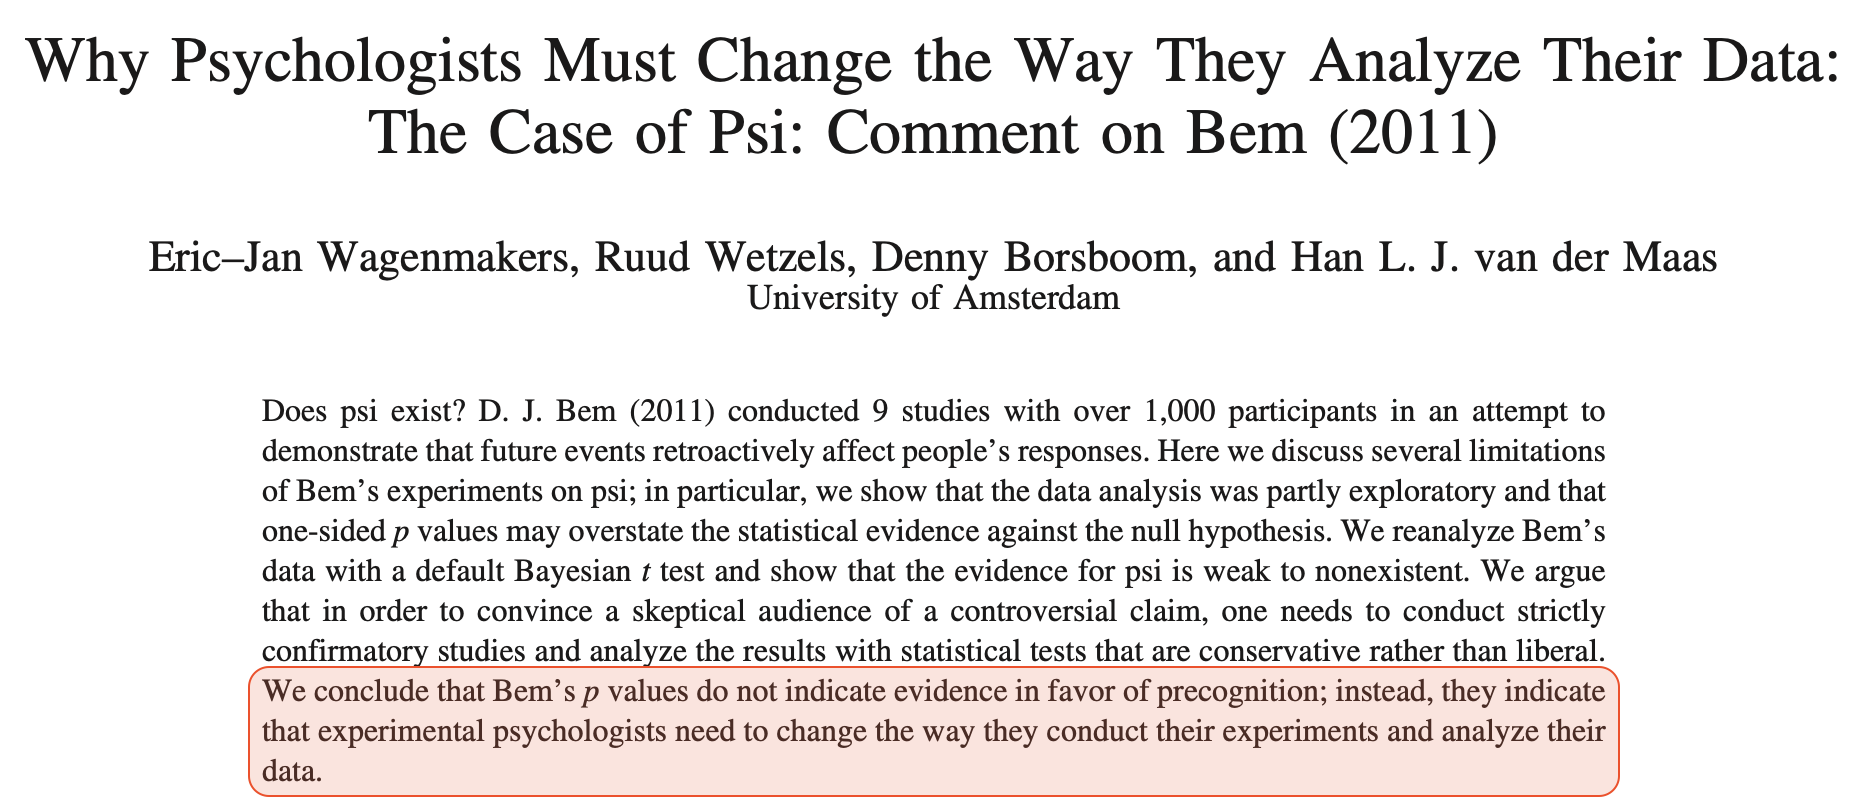 Why Psychologists Must Change the Way They Analyze Their Data:
The Case of Psi: Comment on Bem (2011)
Eric–Jan Wagenmakers, Ruud Wetzels, Denny Borsboom, and Han L. J. van der Maas
University of Amsterdam
Does psi exist? D. J. Bem (2011) conducted 9 studies with over 1,000 participants in an attempt to
demonstrate that future events retroactively affect people’s responses. Here we discuss several limitations
of Bem’s experiments on psi; in particular, we show that the data analysis was partly exploratory and that
one-sided p values may overstate the statistical evidence against the null hypothesis. We reanalyze Bem’s
data with a default Bayesian t test and show that the evidence for psi is weak to nonexistent. We argue
that in order to convince a skeptical audience of a controversial claim, one needs to conduct strictly
confirmatory studies and analyze the results with statistical tests that are conservative rather than liberal.
We conclude that Bem’s p values do not indicate evidence in favor of precognition; instead, they indicate
that experimental psychologists need to change the way they conduct their experiments and analyze their
data.